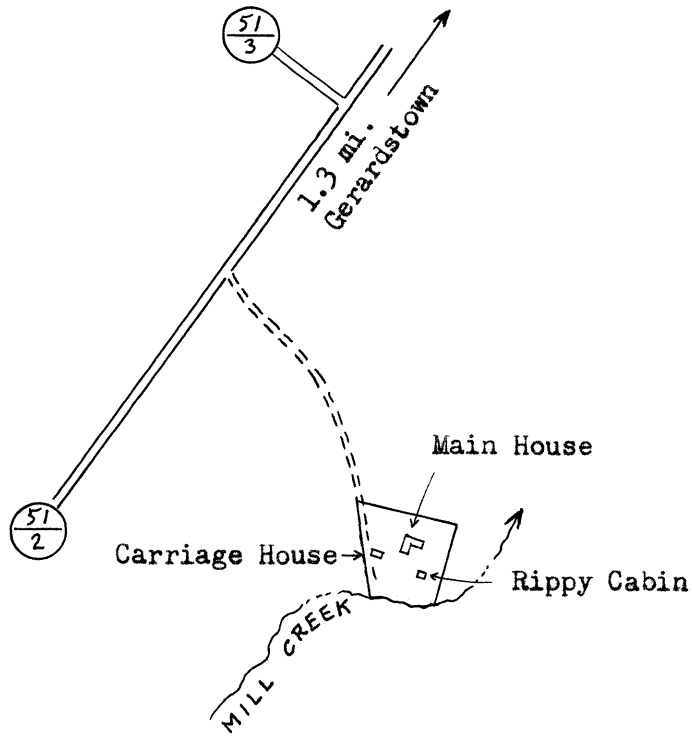 51
3
1.3 mi.
Gerardstown
Main House
51
2
Carriage House
Rippy Cabin
MILL CREEK